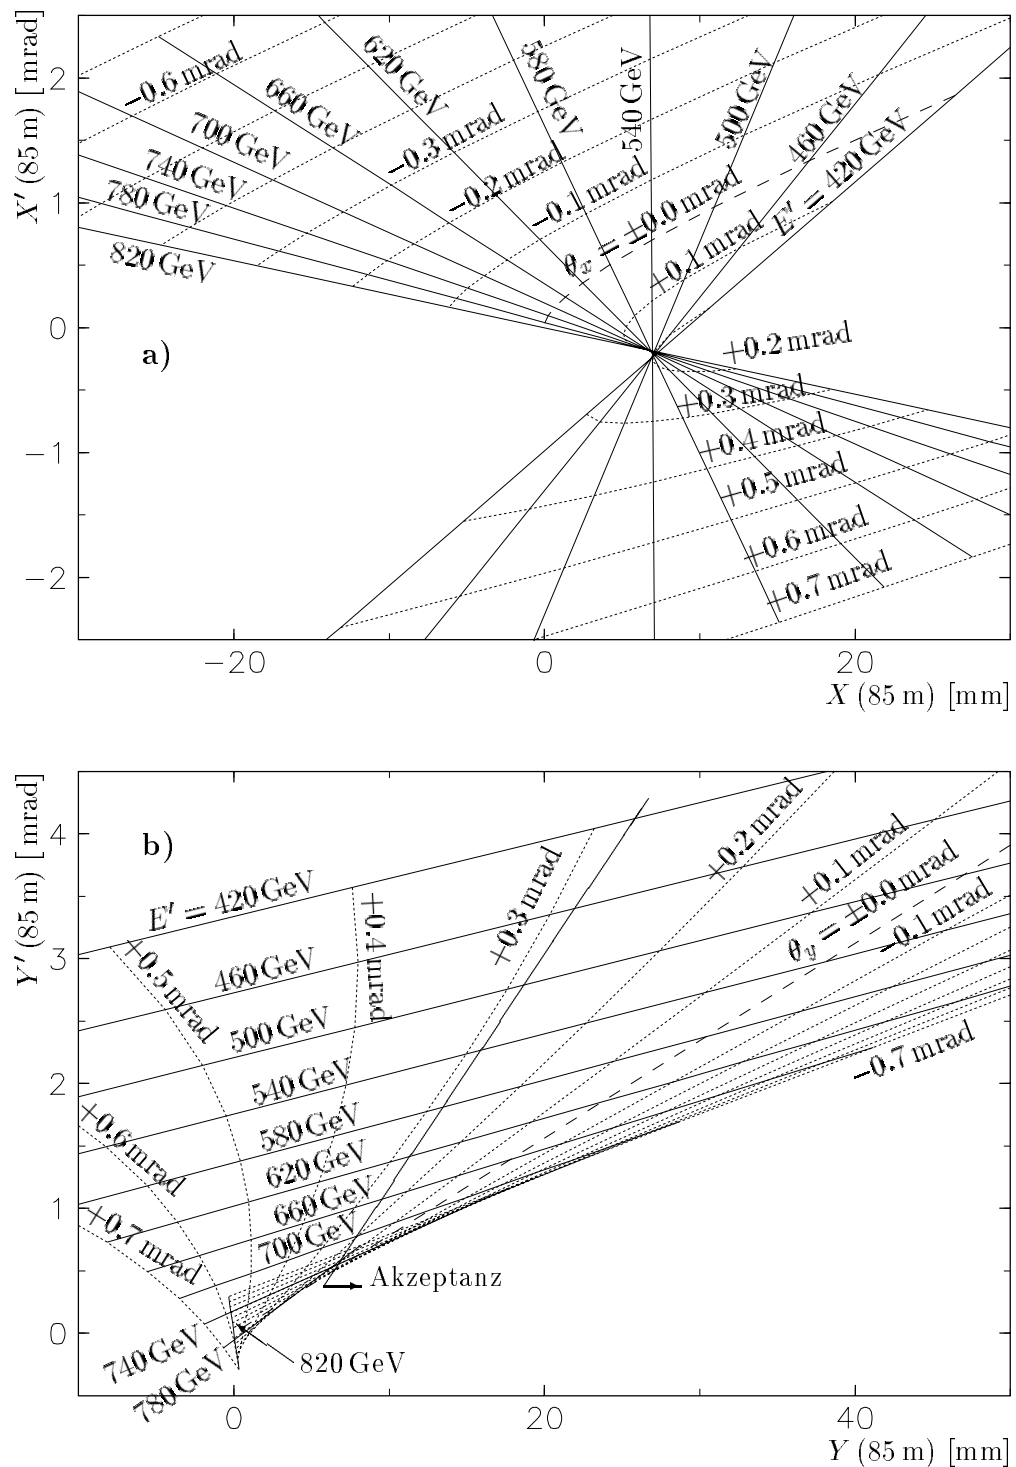 X′ (85 m) [mrad]
2
1
0
−1
−2
−20
0
20
X (85 m) [mm]
a)
−0.6 mrad
−0.3 mrad
−0.2 mrad
−0.1 mrad
θx = ±0.0 mrad
+0.1 mrad
+0.2 mrad
+0.3 mrad
+0.4 mrad
+0.5 mrad
+0.6 mrad
+0.7 mrad
820 GeV
780 GeV
740 GeV
700 GeV
660 GeV
620 GeV
580 GeV
540 GeV
500 GeV
460 GeV
E′ = 420 GeV
Y′ (85 m) [mrad]
4
3
2
1
0
0
20
40
Y (85 m) [mm]
b)
E′ = 420 GeV
460 GeV
500 GeV
540 GeV
580 GeV
620 GeV
660 GeV
700 GeV
740 GeV
780 GeV
820 GeV
Akzeptanz
+0.5 mrad
+0.6 mrad
+0.7 mrad
+0.4 mrad
+0.3 mrad
+0.2 mrad
+0.1 mrad
θy = ±0.0 mrad
−0.1 mrad
−0.7 mrad